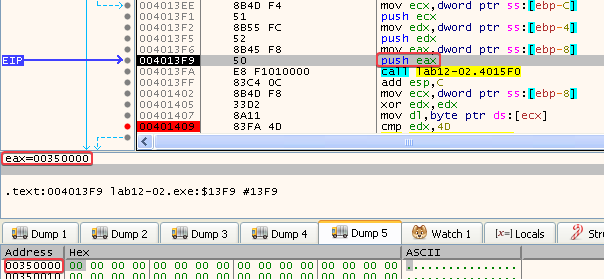 004013EE 8B4D F4 mov ecx,dword ptr ss:[ebp-C]
004013F1 51 push ecx
004013F2 8B55 FC mov edx,dword ptr ss:[ebp-4]
004013F5 52 push edx
004013F6 8B45 F8 mov eax,dword ptr ss:[ebp-8]
EIP 004013F9 50 push eax
004013FA E8 F1010000 call lab12-02.4015F0
004013FF 83C4 0C add esp,C
00401402 8B4D F8 mov ecx,dword ptr ss:[ebp-8]
00401405 33D2 xor edx,edx
00401407 8A11 mov dl,byte ptr ds:[ecx]
00401409 83FA 4D cmp edx,4D
eax=00350000
.text:004013F9 lab12-02.exe:$13F9 #13F9
Dump 1 Dump 2 Dump 3 Dump 4 Dump 5 Watch 1 [x=] Locals Stru
Address Hex ASCII
00350000 00 00 00 00 00 00 00 00 00 00 00 00 00 00 00 00 ................